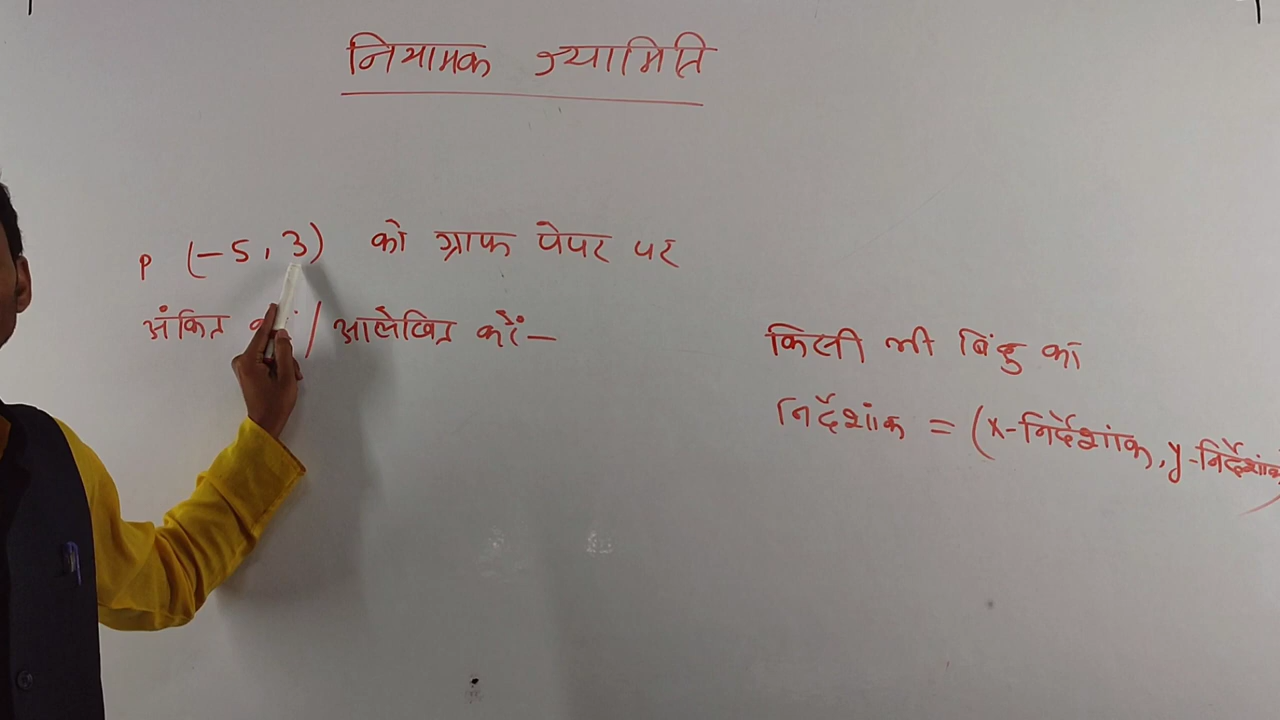 नियामक ज्यामिति
P (-5, 3) को ग्राफ पेपर पर
अंकित / आलेखित करें-
किसी भी बिंदु का
निर्देशांक = (x-निर्देशांक, y-निर्देशांक)